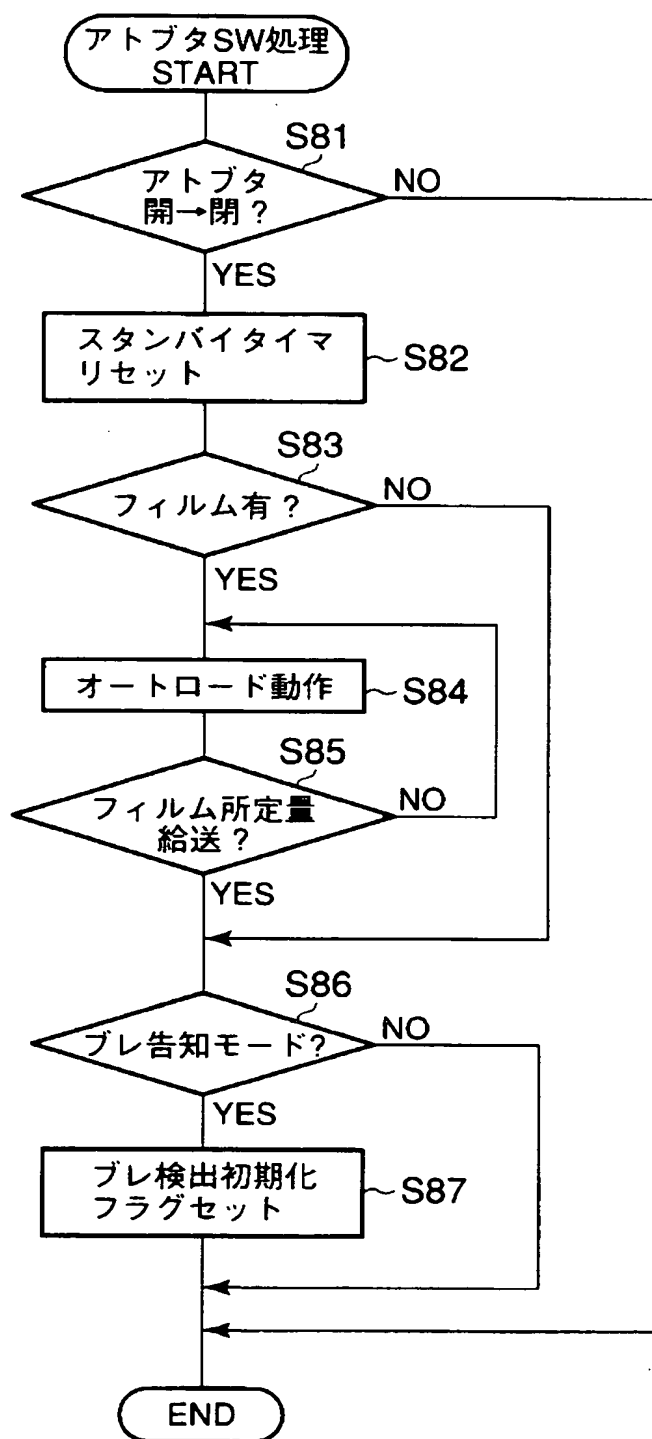 アトブタSW処理
START
S81
アトブタ
開→閉?
NO
YES
スタンバイタイマ
リセット
S82
S83
フィルム有?
NO
YES
オートロード動作
S84
S85
フィルム所定量
給送?
NO
YES
S86
ブレ告知モード?
NO
YES
ブレ検出初期化
フラグセット
S87
END